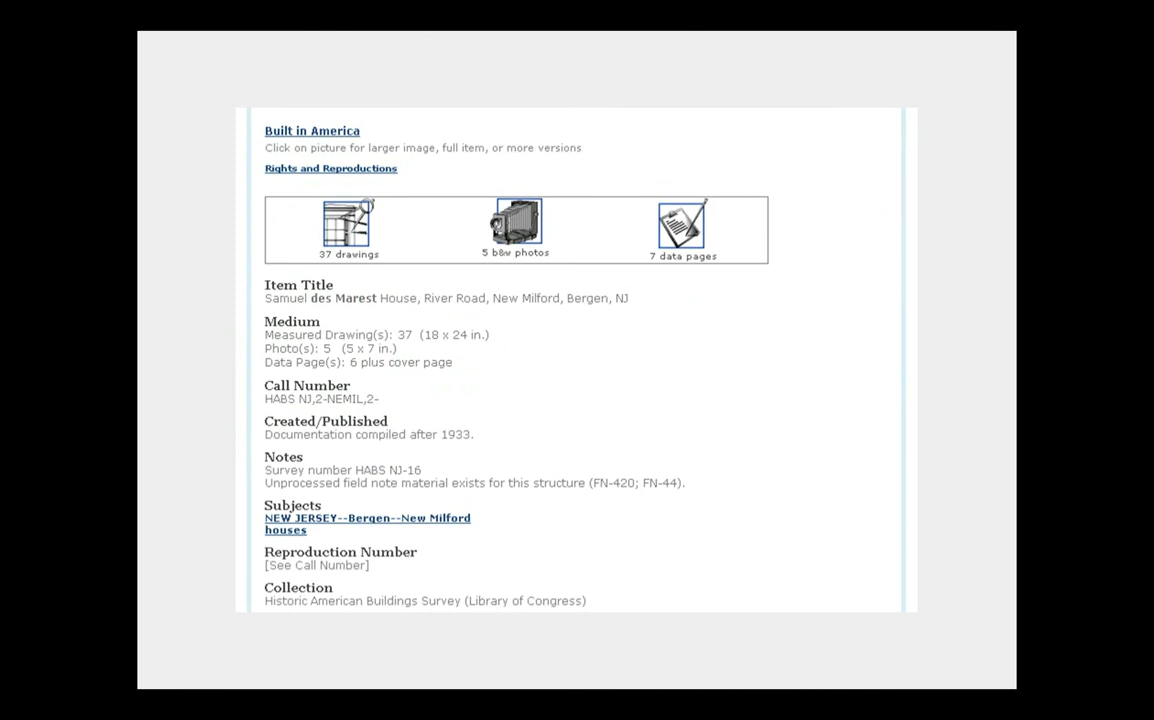 Built in America
Click on picture for larger image, full item, or more versions
Rights and Reproductions
37 drawings
5 b&w photos
7 data pages
Item Title
Samuel des Marest House, River Road, New Milford, Bergen, NJ
Medium
Measured Drawing(s): 37 (18 x 24 in.)
Photo(s): 5 (5 x 7 in.)
Data Page(s): 6 plus cover page
Call Number
HABS NJ,2-NEMIL,2-
Created/Published
Documentation compiled after 1933.
Notes
Survey number HABS NJ-16
Unprocessed field note material exists for this structure (FN-420; FN-44).
Subjects
NEW JERSEY--Bergen--New Milford
houses
Reproduction Number
[See Call Number]
Collection
Historic American Buildings Survey (Library of Congress)